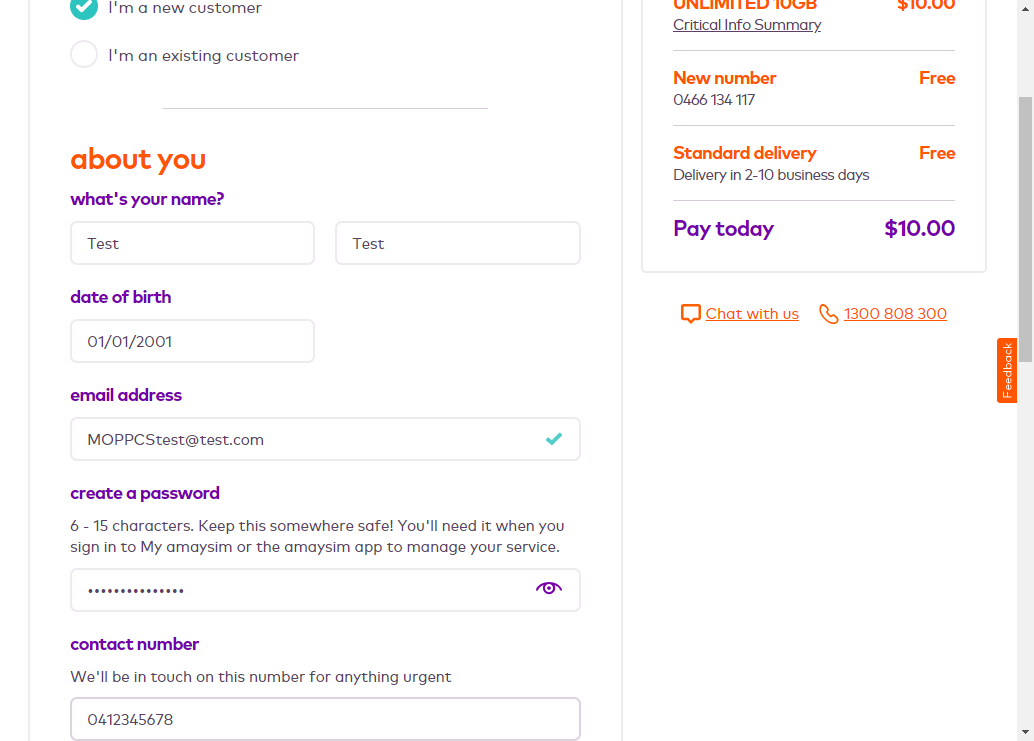 I'm a new customer
I'm an existing customer
about you
what's your name?
Test
Test
date of birth
01/01/2001
email address
MOPPCStest@test.com
create a password
6 - 15 characters. Keep this somewhere safe! You'll need it when you
sign in to My amaysim or the amaysim app to manage your service.
•••••••••••••••
contact number
We'll be in touch on this number for anything urgent
0412345678
UNLIMITED 10GB $10.00
Critical Info Summary
New number Free
0466 134 117
Standard delivery Free
Delivery in 2-10 business days
Pay today $10.00
Chat with us 1300 808 300
Feedback